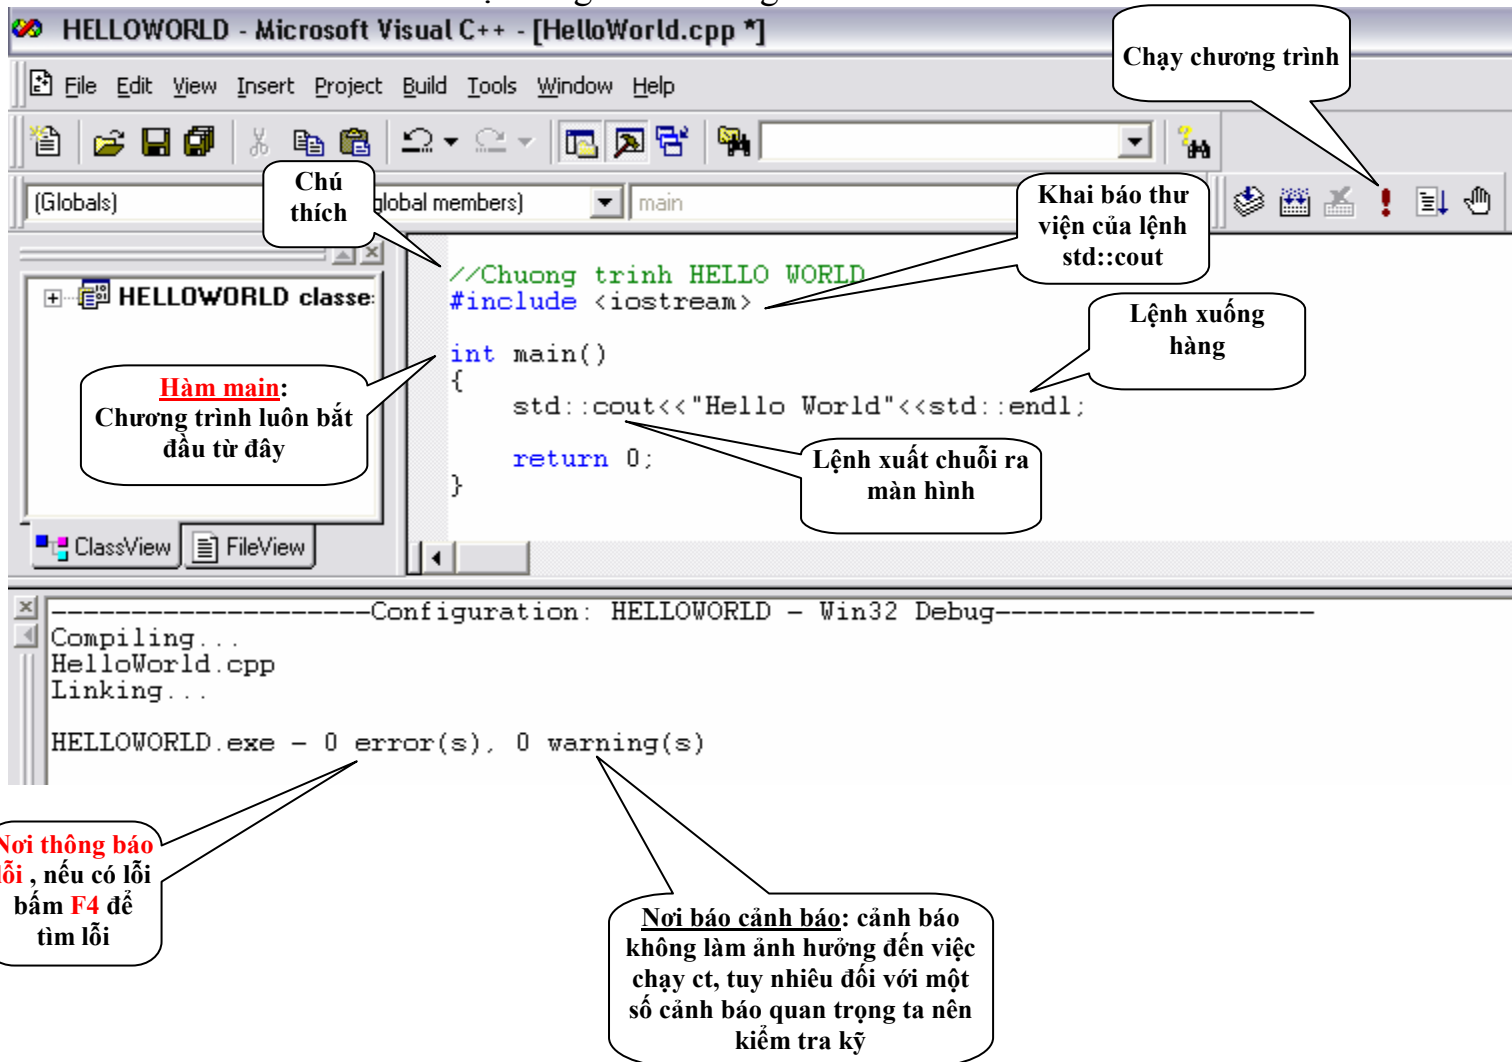 HELLOWORLD - Microsoft Visual C++ - [HelloWorld.cpp *]
Chạy chương trình
File Edit View Insert Project Build Tools Window Help
Chú
thích
(Globals)
global members)
main
Khai báo thư
viện của lệnh
std::cout
//Chuong trinh HELLO WORLD
#include <iostream>
HELLOWORLD classe
Lệnh xuống
hàng
int main()
{
Hàm main:
Chương trình luôn bắt
đầu từ đây
std::cout<<"Hello World"<<std::endl;
return 0;
}
Lệnh xuất chuỗi ra
màn hình
ClassView FileView
--------------------Configuration: HELLOWORLD - Win32 Debug--------------------
Compiling...
HelloWorld.cpp
Linking...
HELLOWORLD.exe - 0 error(s), 0 warning(s)
Nơi thông báo
lỗi , nếu có lỗi
bấm F4 để
tìm lỗi
Nơi báo cảnh báo: cảnh báo
không làm ảnh hưởng đến việc
chạy ct, tuy nhiêu đối với một
số cảnh báo quan trọng ta nên
kiểm tra kỹ